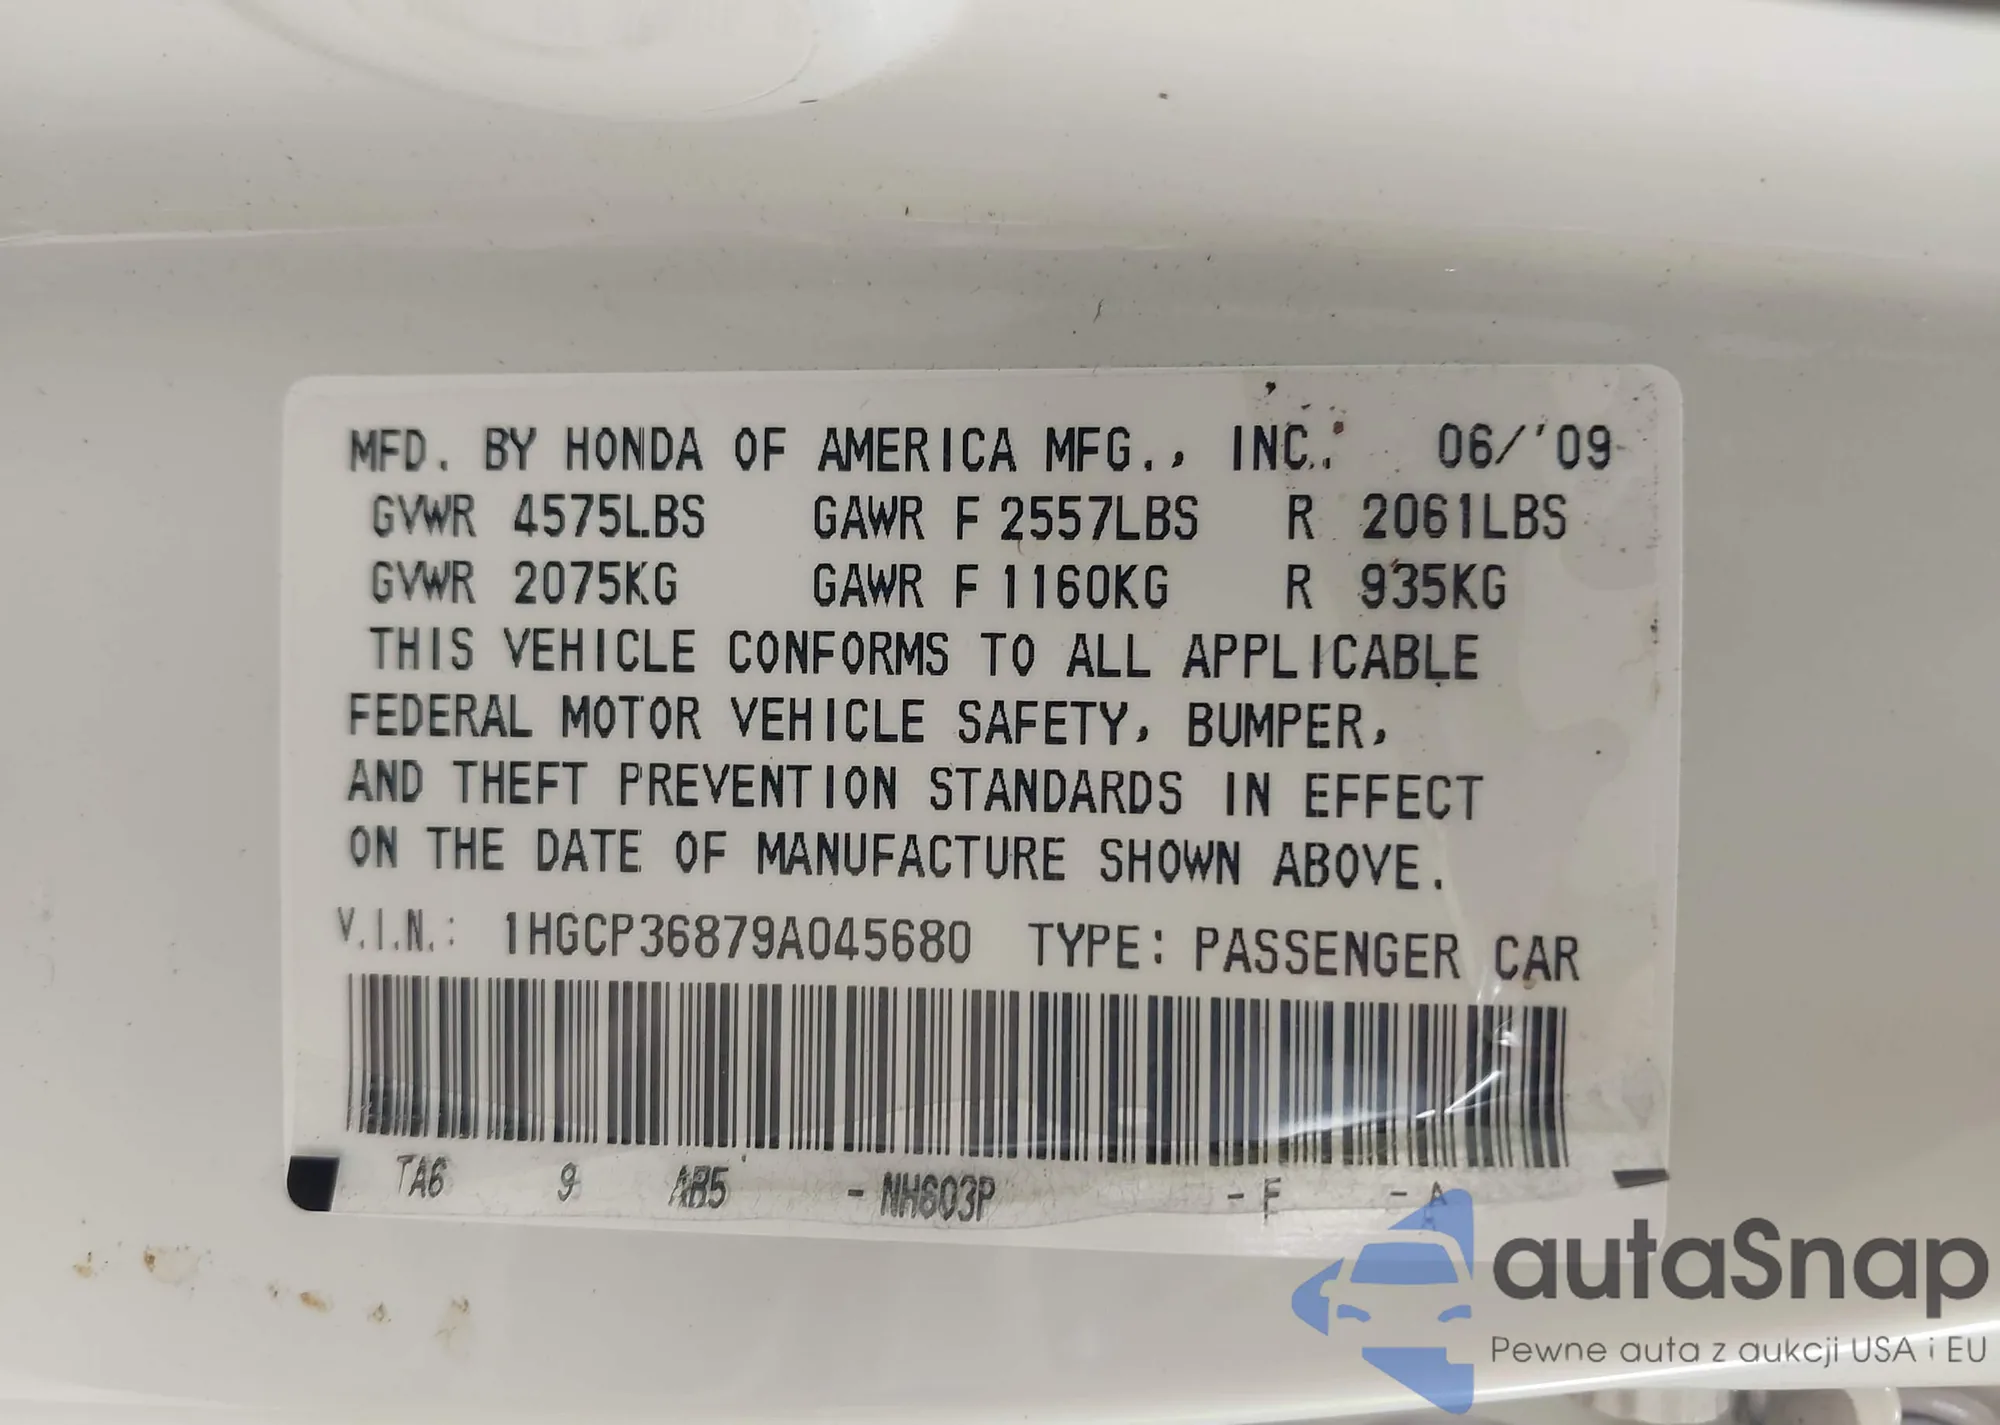 MFD. BY HONDA OF AMERICA MFG., INC. 06/'09
GVWR 4575LBS GAWR F 2557LBS R 2061LBS
GVWR 2075KG GAWR F 1160KG R 935KG
THIS VEHICLE CONFORMS TO ALL APPLICABLE
FEDERAL MOTOR VEHICLE SAFETY, BUMPER,
AND THEFT PREVENTION STANDARDS IN EFFECT
ON THE DATE OF MANUFACTURE SHOWN ABOVE.
V.I.N.: 1HGCP36879A045680 TYPE: PASSENGER CAR
TA6 9 AB5 - NH603P - F - A
autaSnap
Pewne auta z aukcji USA i EU